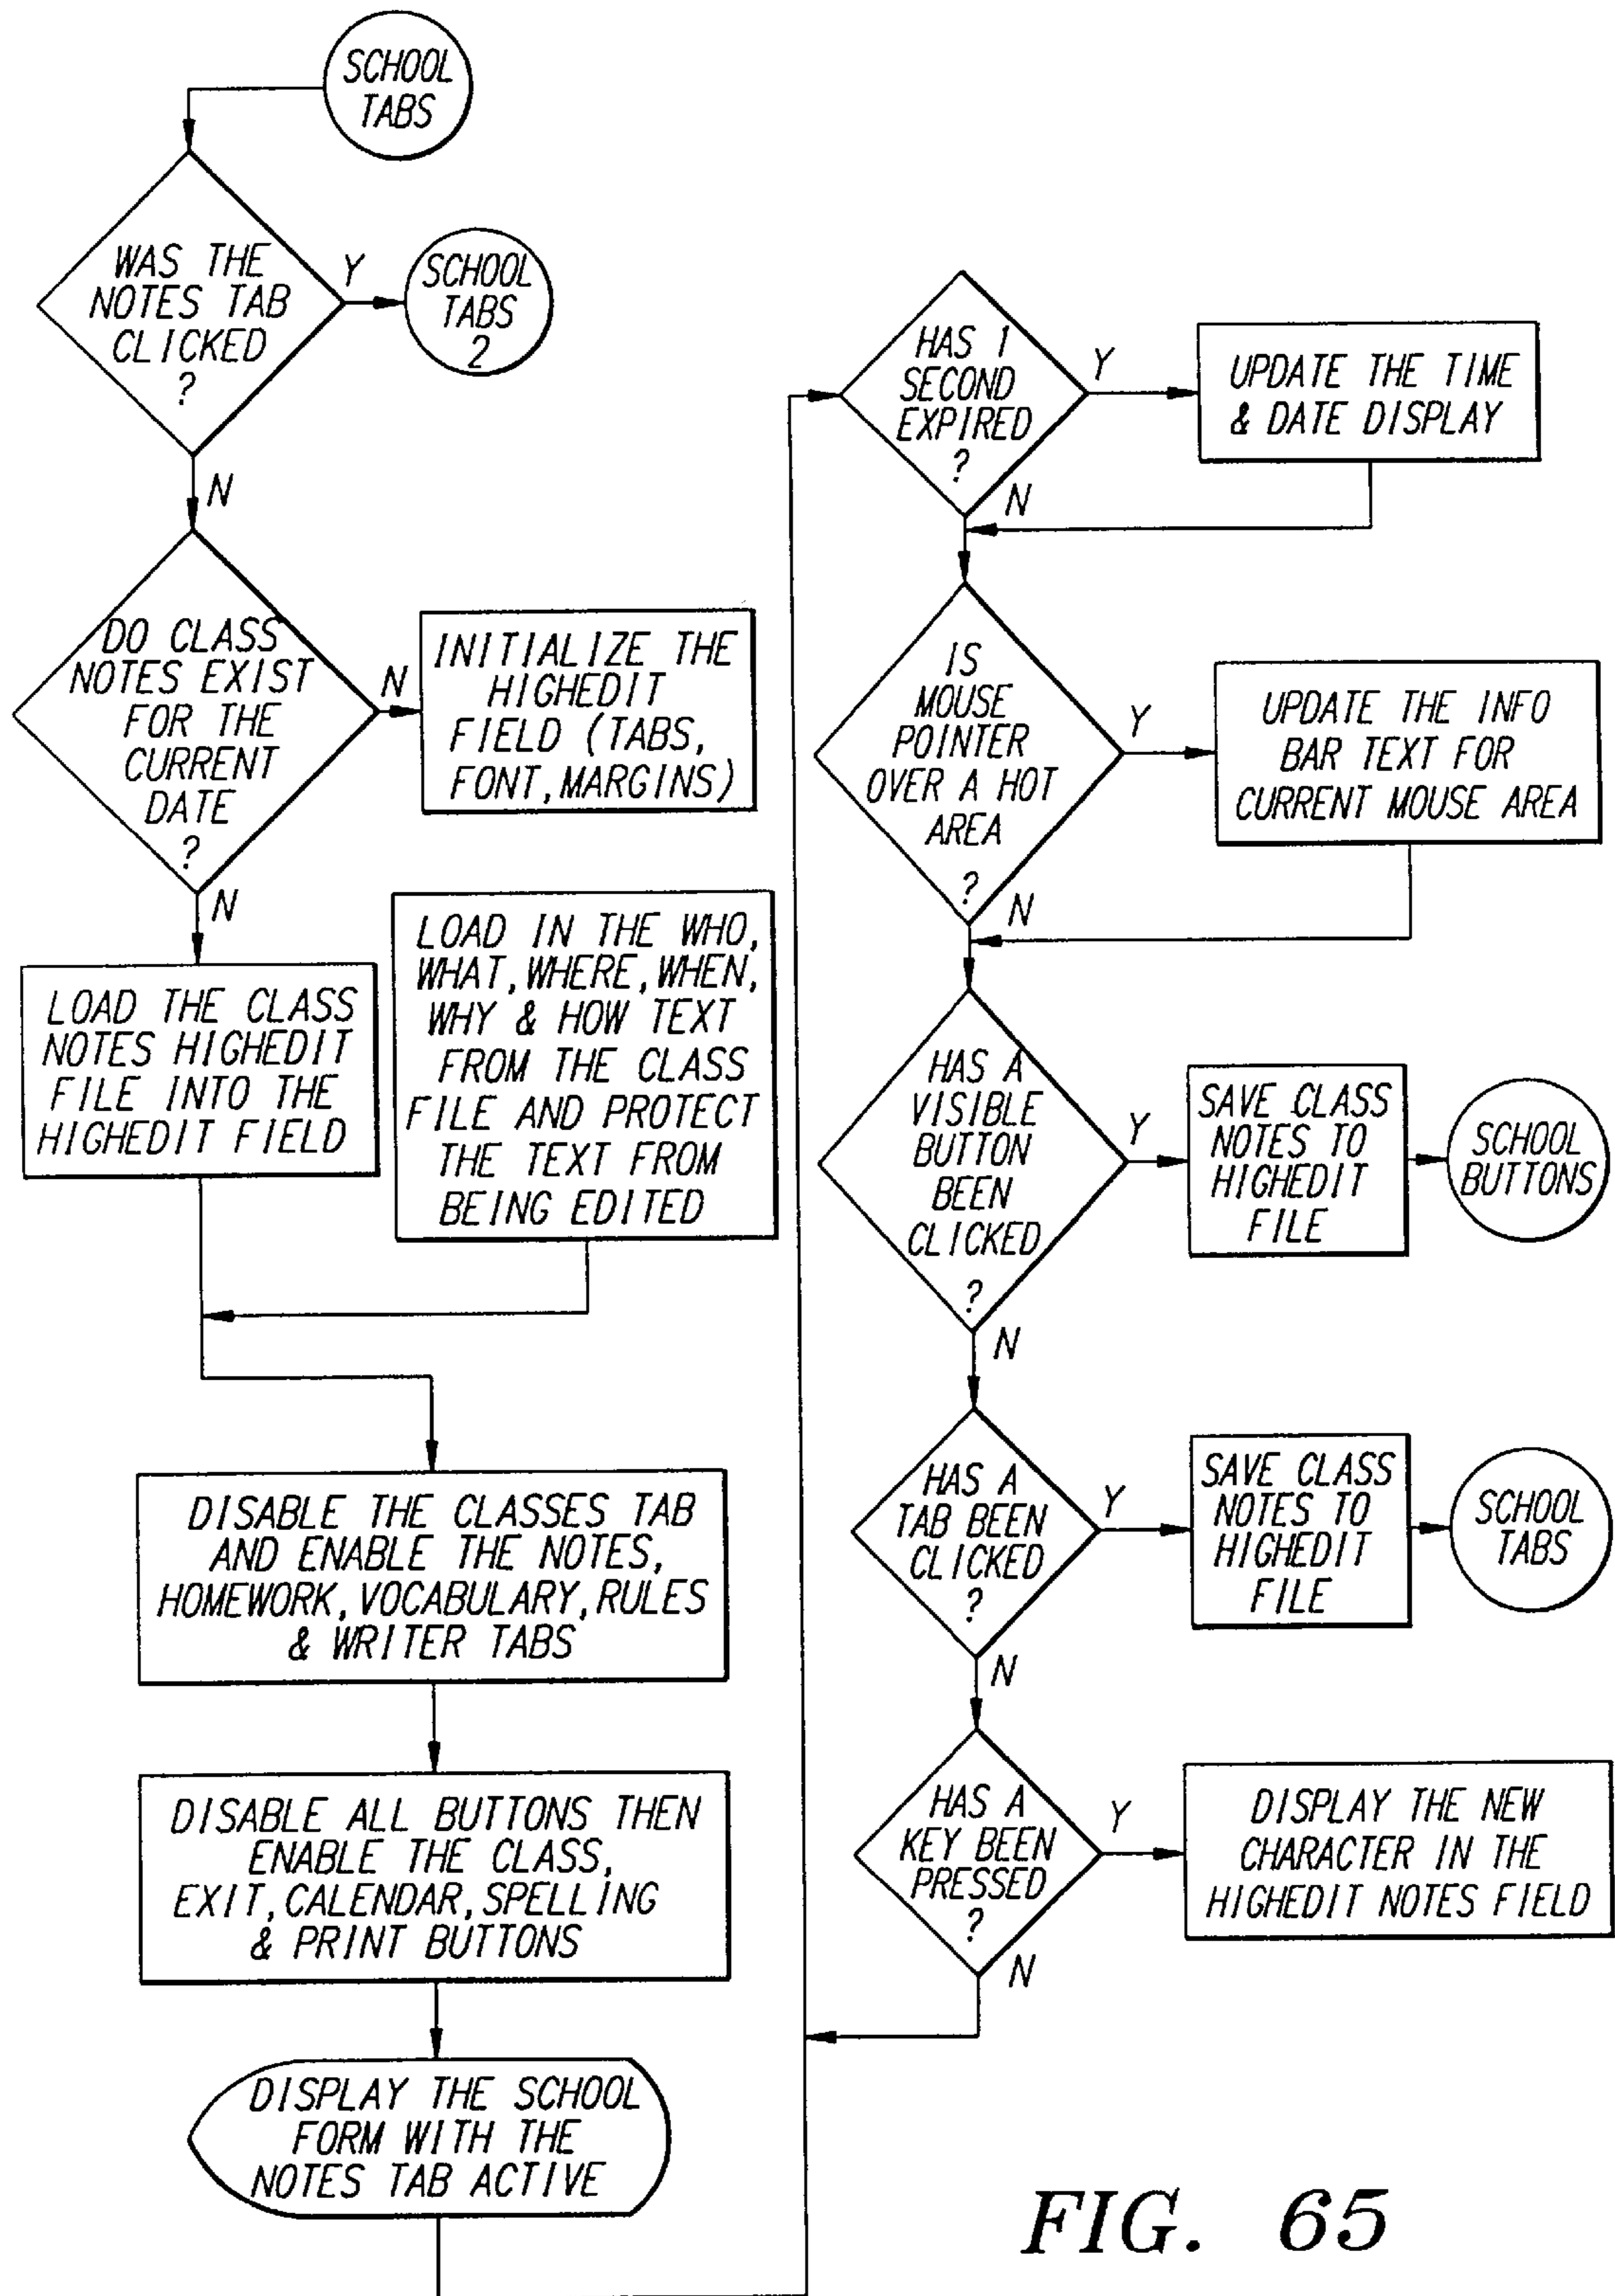 SCHOOL
TABS
WAS THE
NOTES TAB
CLICKED
?
Y
SCHOOL
TABS
2
N
DO CLASS
NOTES EXIST
FOR THE
CURRENT
DATE
?
N
INITIALIZE THE
HIGHEDIT
FIELD (TABS,
FONT, MARGINS)
N
LOAD THE CLASS
NOTES HIGHEDIT
FILE INTO THE
HIGHEDIT FIELD
LOAD IN THE WHO,
WHAT, WHERE, WHEN,
WHY & HOW TEXT
FROM THE CLASS
FILE AND PROTECT
THE TEXT FROM
BEING EDITED
DISABLE THE CLASSES TAB
AND ENABLE THE NOTES,
HOMEWORK, VOCABULARY, RULES
& WRITER TABS
DISABLE ALL BUTTONS THEN
ENABLE THE CLASS,
EXIT, CALENDAR, SPELLING
& PRINT BUTTONS
DISPLAY THE SCHOOL
FORM WITH THE
NOTES TAB ACTIVE
HAS 1
SECOND
EXPIRED
?
Y
UPDATE THE TIME
& DATE DISPLAY
N
IS
MOUSE
POINTER
OVER A HOT
AREA
?
Y
UPDATE THE INFO
BAR TEXT FOR
CURRENT MOUSE AREA
N
HAS A
VISIBLE
BUTTON
BEEN
CLICKED
?
Y
SAVE CLASS
NOTES TO
HIGHEDIT
FILE
SCHOOL
BUTTONS
N
HAS A
TAB BEEN
CLICKED
?
Y
SAVE CLASS
NOTES TO
HIGHEDIT
FILE
SCHOOL
TABS
N
HAS A
KEY BEEN
PRESSED
?
Y
DISPLAY THE NEW
CHARACTER IN THE
HIGHEDIT NOTES FIELD
N
FIG. 65